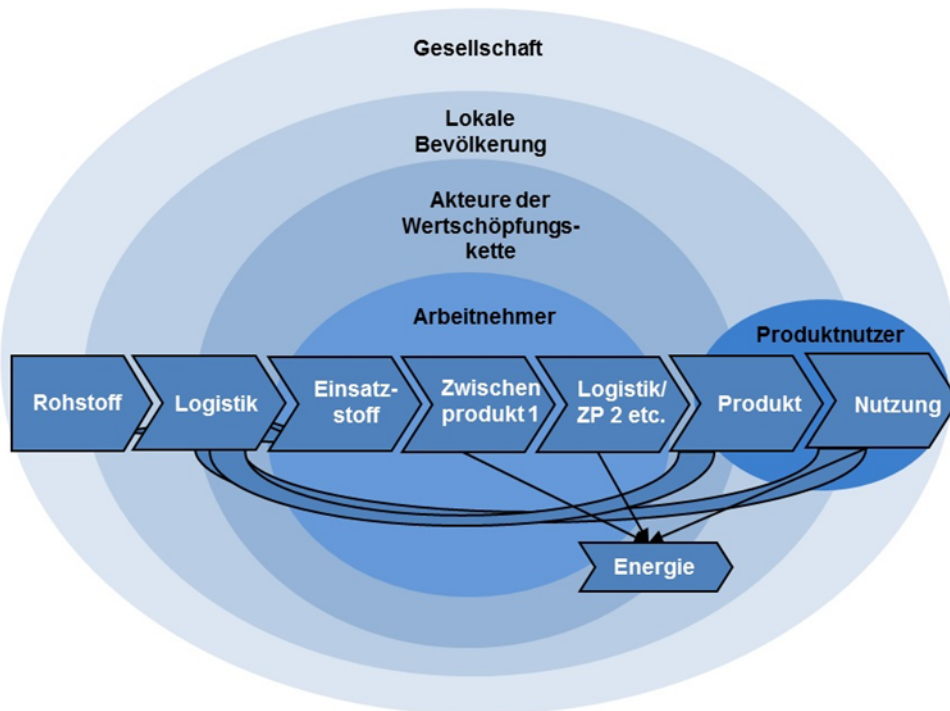 Gesellschaft
Lokale
Bevölkerung
Akteure der
Wertschöpfungs-
kette
Arbeitnehmer
Produktnutzer
Rohstoff
Logistik
Einsatz-
stoff
Zwischen
produkt 1
Logistik/
ZP 2 etc.
Produkt
Nutzung
Energie